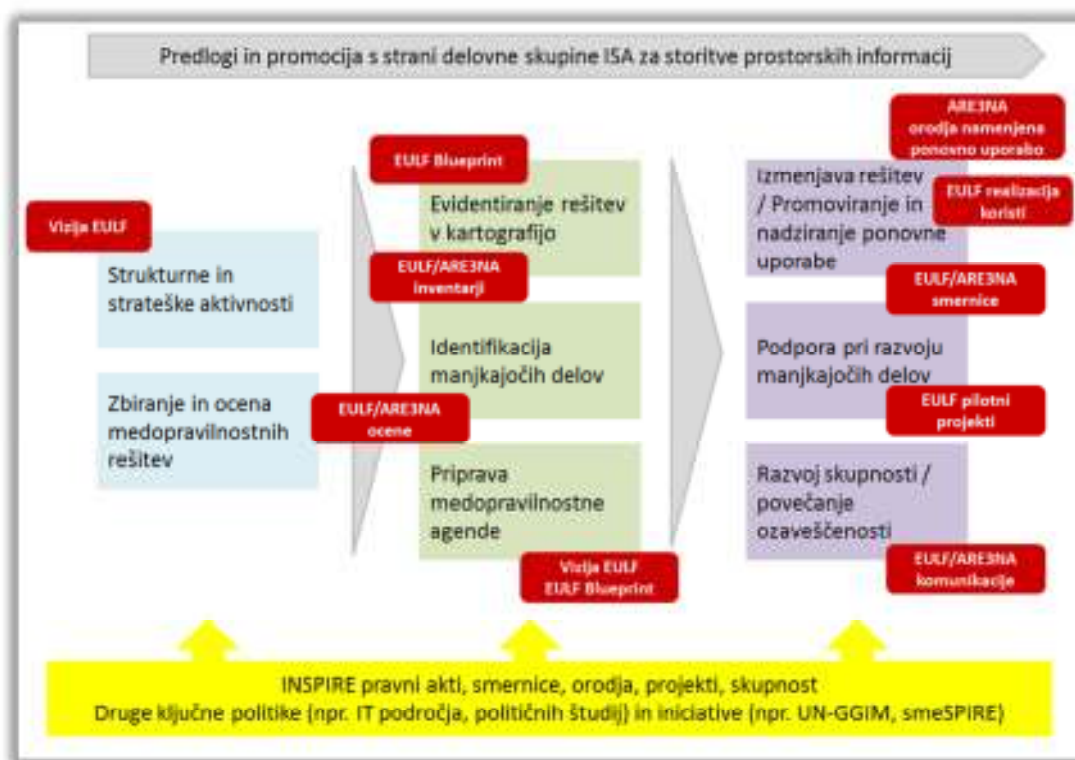 Predlogi in promocija s strani delovne skupine ISA za storitve prostorskih informacij
Vizija EULF
Strukturne in
strateške aktivnosti
Zbiranje in ocena
medopravilnostnih
rešitev
EULF/ARE3NA
ocene
EULF Blueprint
Evidentiranje rešitev
v kartografijo
EULF/ARE3NA
inventarji
Identifikacija
manjkajočih delov
Priprava
medopravilnostne
agende
Vizija EULF
EULF Blueprint
ARE3NA
orodja namenjena
ponovno uporabo
Izmenjava rešitev
/ Promoviranje in
nadziranje ponovne
uporabe
EULF realizacija
koristi
EULF/ARE3NA
smernice
Podpora pri razvoju
manjkajočih delov
EULF pilotni
projekti
Razvoj skupnosti /
povečanje
ozaveščenosti
EULF/ARE3NA
komunikacije
INSPIRE pravni akti, smernice, orodja, projekti, skupnost
Druge ključne politike (npr. IT področja, političnih študij) in iniciative (npr. UN-GGIM, smeSPIRE)